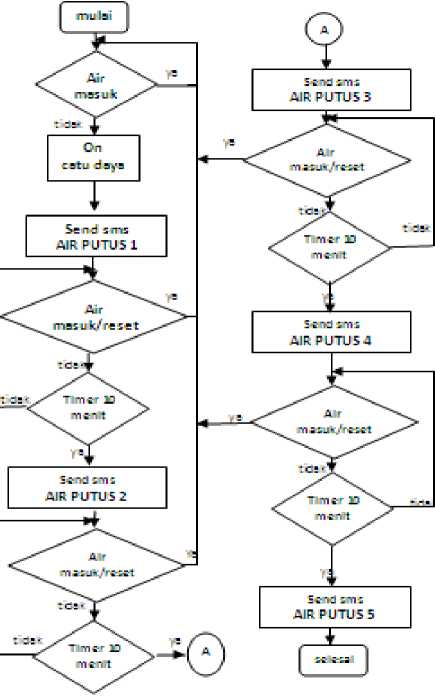 mulai
Air
masuk
ya
tidak
On
catu daya
Send sms
AIR PUTUS 1
Air
masuk/reset
ya
tidak
Timer 10
menit
tidak
ya
Send sms
AIR PUTUS 2
Air
masuk/reset
ya
tidak
Timer 10
menit
tidak
ya
A
A
Send sms
AIR PUTUS 3
Air
masuk/reset
ya
tidak
Timer 10
menit
tidak
ya
Send sms
AIR PUTUS 4
Air
masuk/reset
ya
tidak
Timer 10
menit
tidak
ya
Send sms
AIR PUTUS 5
selesai